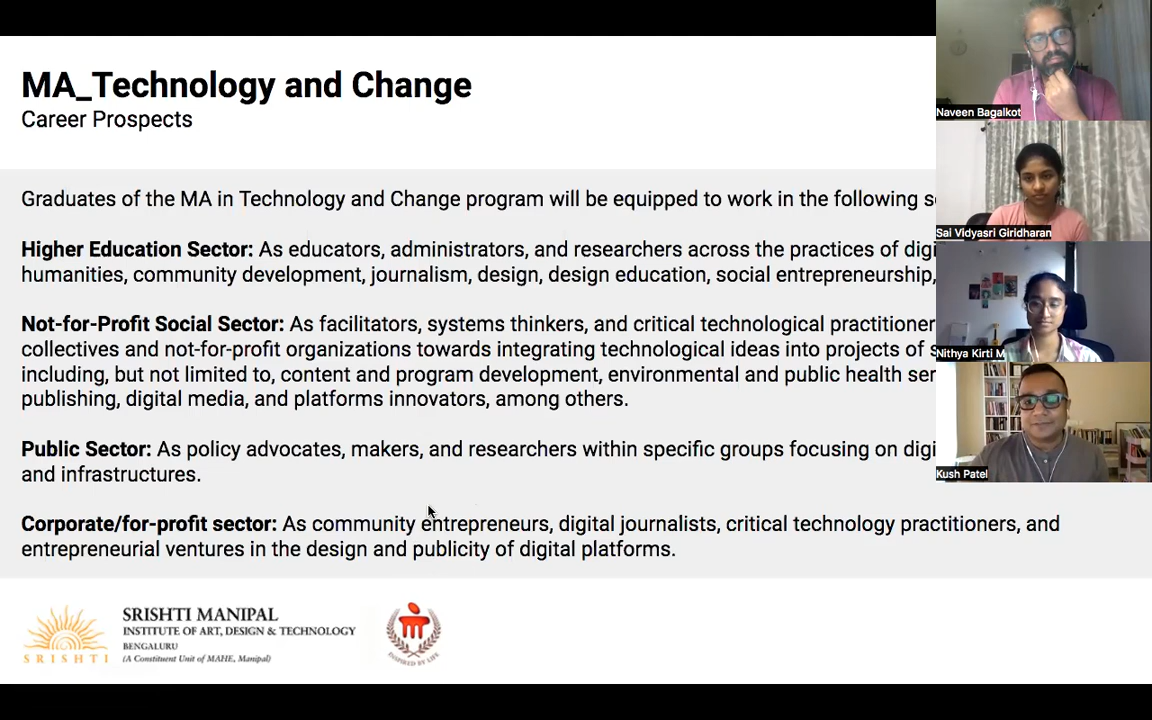 MA_Technology and Change
Career Prospects
Graduates of the MA in Technology and Change program will be equipped to work in the following
Higher Education Sector: As educators, administrators, and researchers across the practices of
humanities, community development, journalism, design, design education, social entrepreneurship,
Not-for-Profit Social Sector: As facilitators, systems thinkers, and critical technological
collectives and not-for-profit organizations towards integrating technological ideas into projects of
including, but not limited to, content and program development, environmental and public health
publishing, digital media, and platforms innovators, among others.
Public Sector: As policy advocates, makers, and researchers within specific groups focusing on
and infrastructures.
Corporate/for-profit sector: As community entrepreneurs, digital journalists, critical technology practitioners, and
entrepreneurial ventures in the design and publicity of digital platforms.
SRISHTI
SRISHTI MANIPAL
INSTITUTE OF ART, DESIGN & TECHNOLOGY
BENGALURU
(A Constituent Unit of MAHE, Manipal)
INSPIRED BY LIFE
Naveen Bagalkot
Sai Vidyasri Giridharan
Nithya Kirti M
Kush Patel